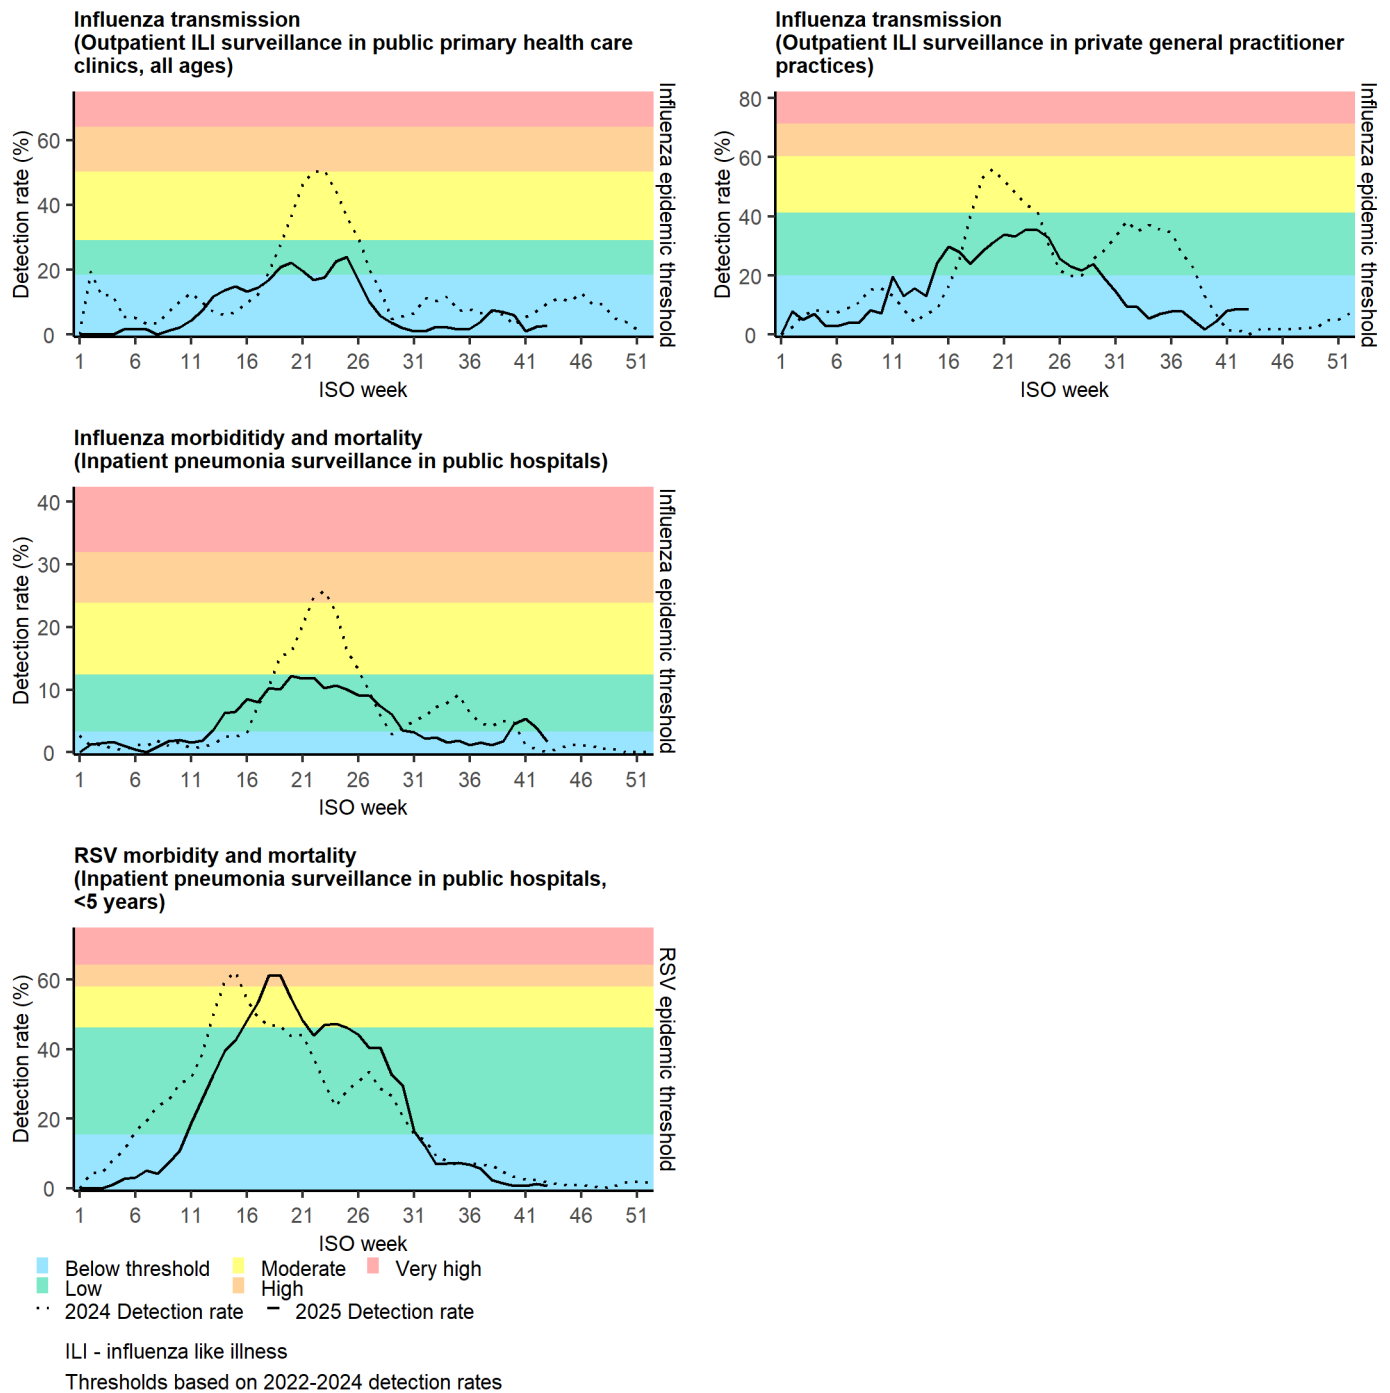 Influenza transmission
(Outpatient ILI surveillance in public primary health care
clinics, all ages)
Detection rate (%)
60
40
20
0
1 6 11 16 21 26 31 36 41 46 51
ISO week
Influenza epidemic threshold
Influenza transmission
(Outpatient ILI surveillance in private general practitioner
practices)
Detection rate (%)
80
60
40
20
0
1 6 11 16 21 26 31 36 41 46 51
ISO week
Influenza epidemic threshold
Influenza morbiditidy and mortality
(Inpatient pneumonia surveillance in public hospitals)
Detection rate (%)
40
30
20
10
0
1 6 11 16 21 26 31 36 41 46 51
ISO week
Influenza epidemic threshold
RSV morbidity and mortality
(Inpatient pneumonia surveillance in public hospitals,
<5 years)
Detection rate (%)
60
40
20
0
1 6 11 16 21 26 31 36 41 46 51
ISO week
RSV epidemic threshold
Below threshold Moderate Very high
Low High
2024 Detection rate 2025 Detection rate
ILI - influenza like illness
Thresholds based on 2022-2024 detection rates